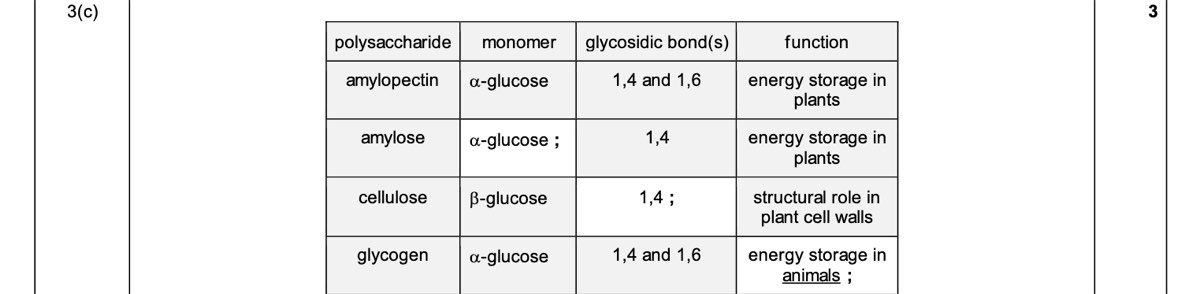 3(c) 3
polysaccharide monomer glycosidic bond(s) function
amylopectin α-glucose 1,4 and 1,6 energy storage in
plants
amylose α-glucose ; 1,4 energy storage in
plants
cellulose β-glucose 1,4 ; structural role in
plant cell walls
glycogen α-glucose 1,4 and 1,6 energy storage in
animals ;